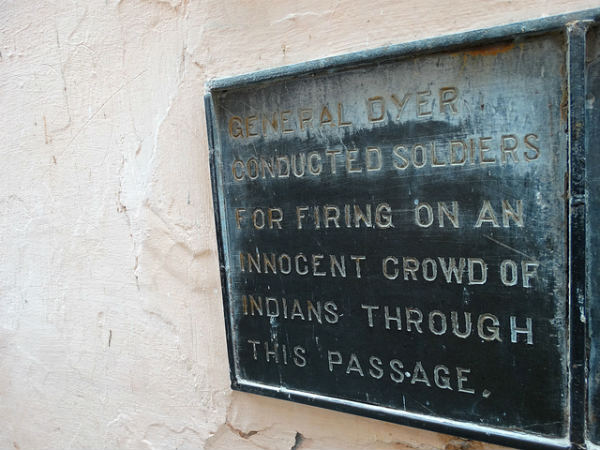 GENERAL DYER
CONDUCTED SOLDIERS
FOR FIRING ON AN
INNOCENT CROWD OF
INDIANS THROUGH
THIS PASSAGE.